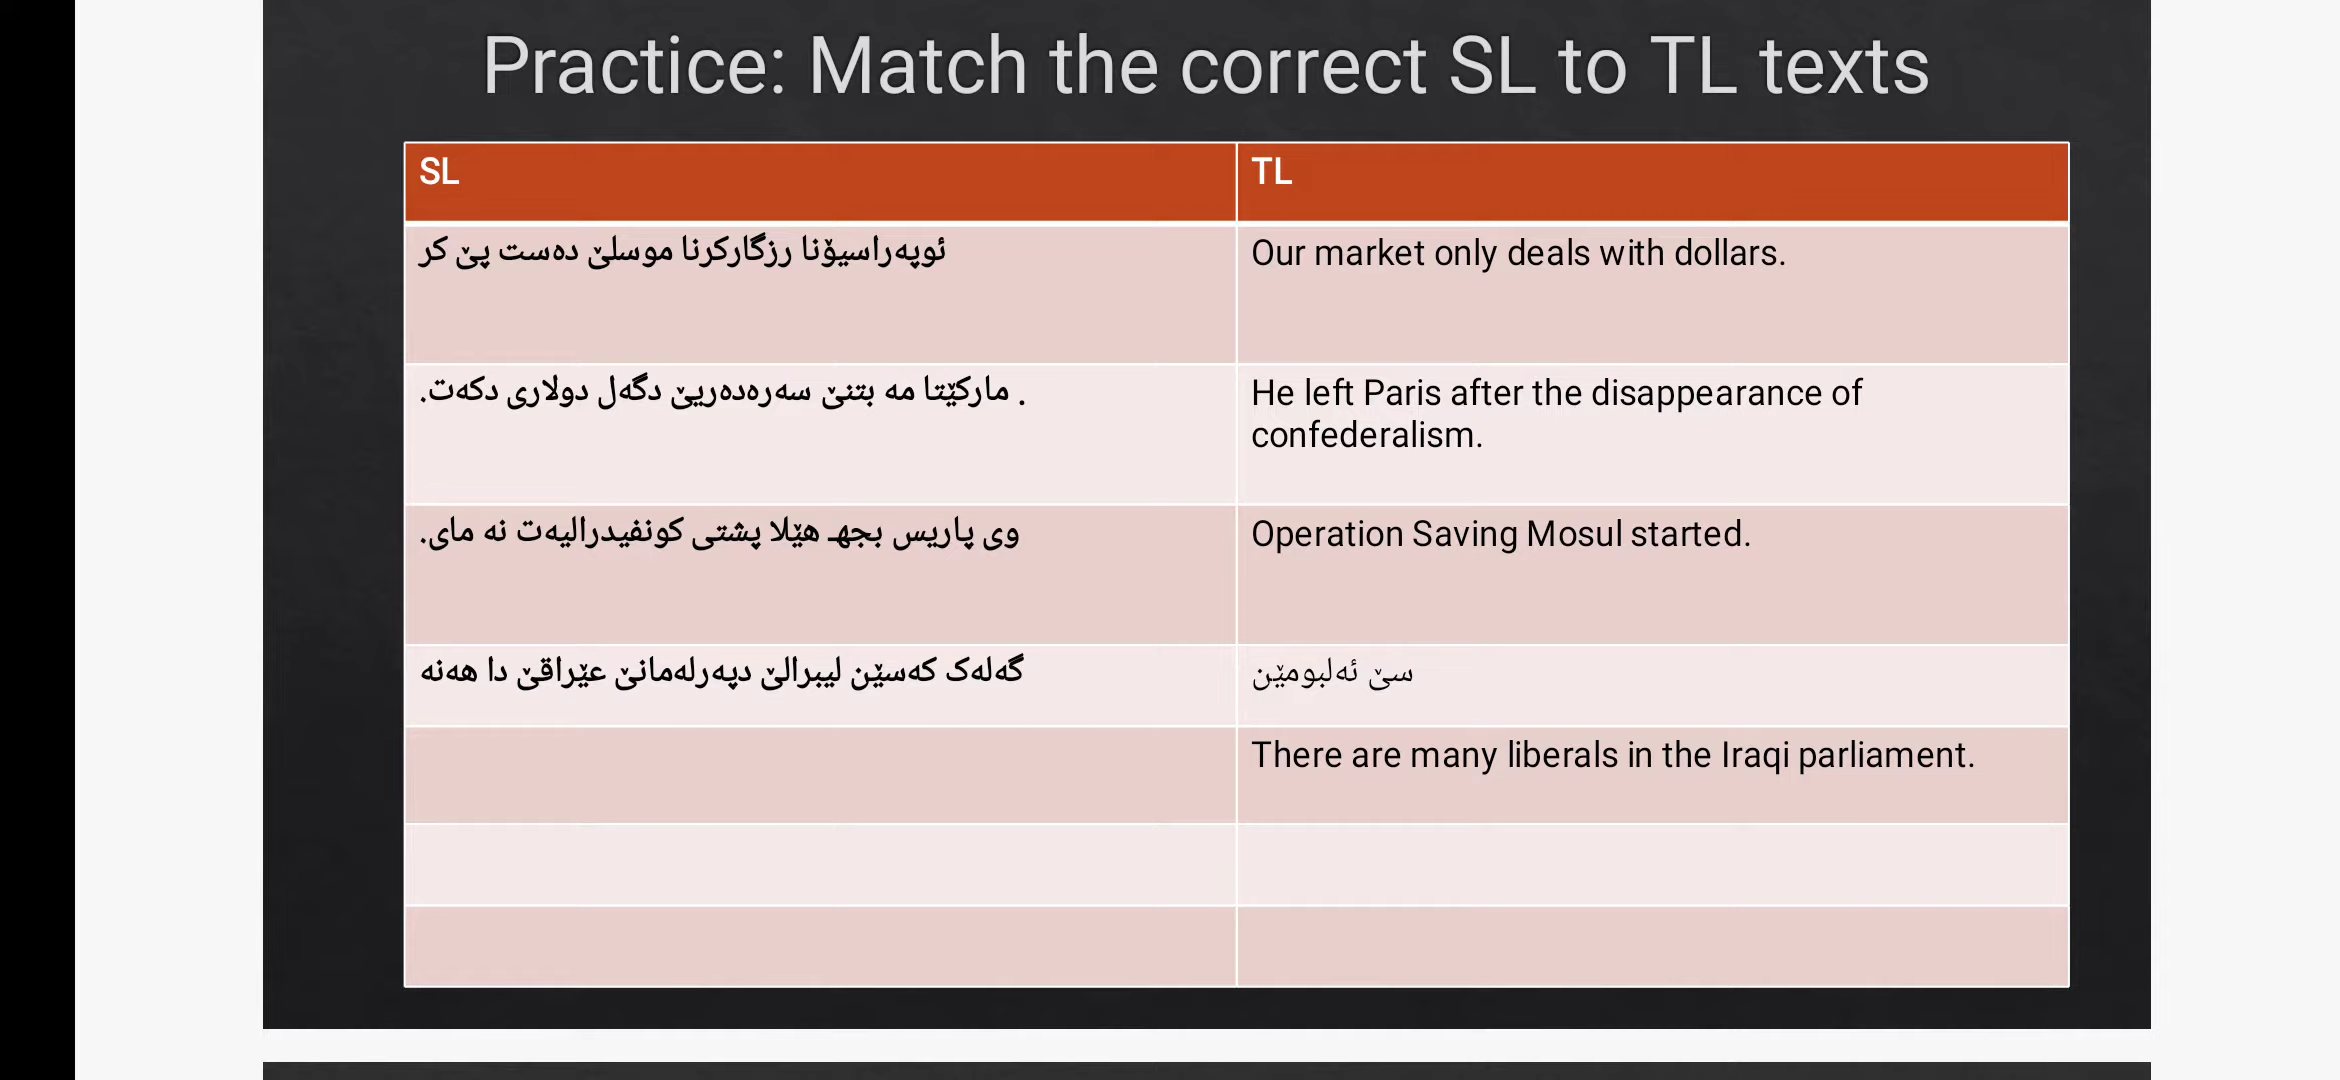 Practice: Match the correct SL to TL texts
SL
TL
ئوپەراسیۆنا رزگارکرنا موسلێ دەست پێ کر
Our market only deals with dollars.
. مارکێتا مە بتنێ سەرەدەریێ دگەل دولاری دکەت.
He left Paris after the disappearance of
confederalism.
وی پاریس بجهـ هێلا پشتی کونفیدرالیەت نە مای.
Operation Saving Mosul started.
گەلەک کەسێن لیبرالێ دپەرلەمانێ عێراقێ دا هەنە
سێ ئەلبومێن
There are many liberals in the Iraqi parliament.